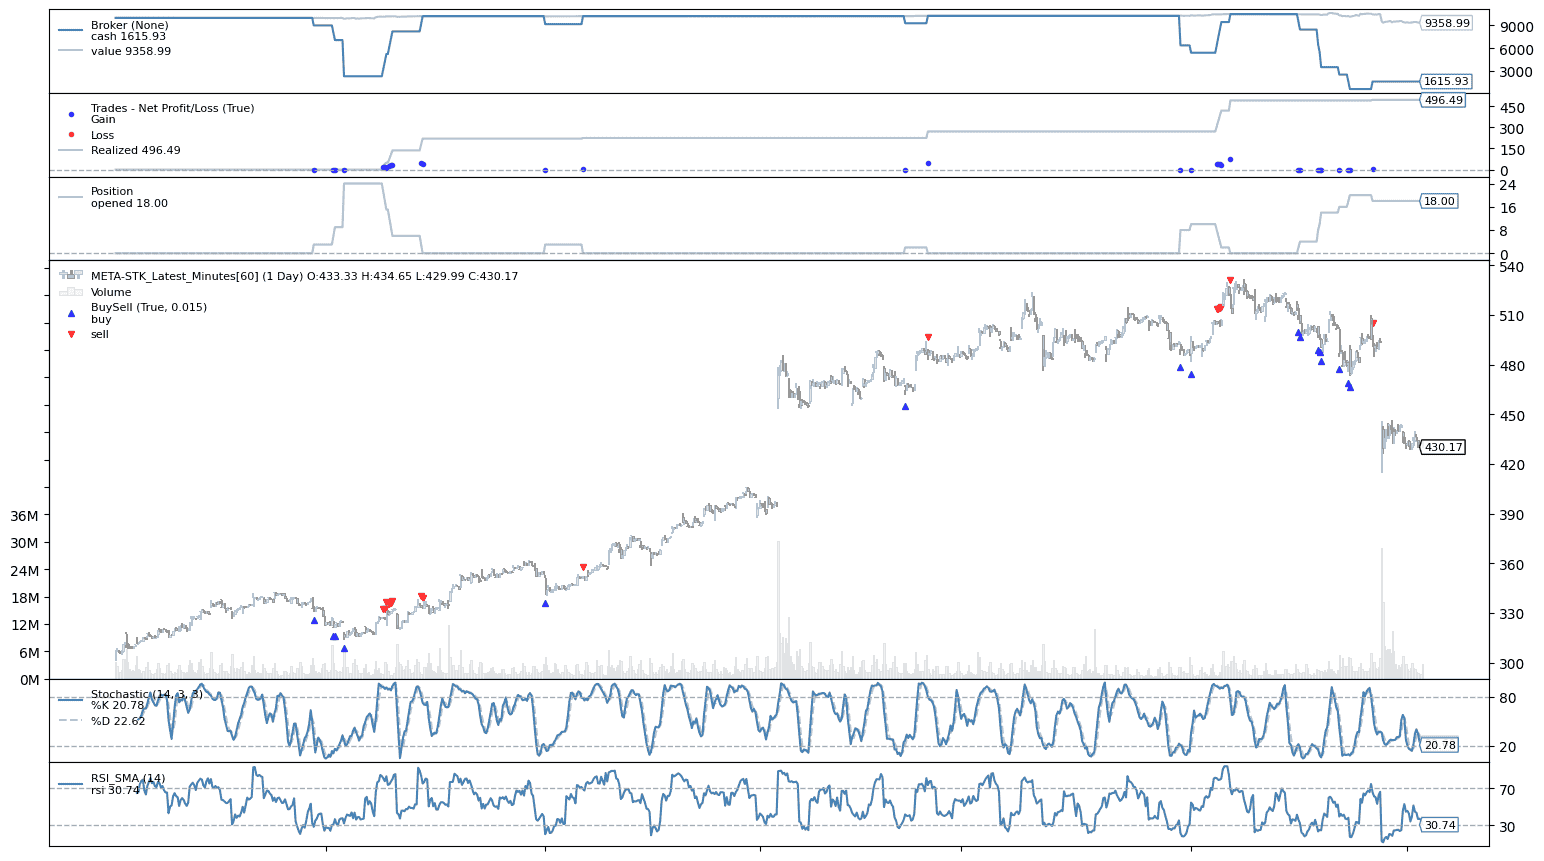 Broker (None)
cash 1615.93
value 9358.99
9358.99
1615.93
9000
6000
3000
Trades - Net Profit/Loss (True)
Gain
Loss
Realized 496.49
496.49
450
300
150
0
Position
opened 18.00
18.00
24
16
8
0
META-STK_Latest_Minutes[60] (1 Day) O:433.33 H:434.65 L:429.99 C:430.17
Volume
BuySell (True, 0.015)
buy
sell
540
510
480
450
430.17
420
390
360
330
300
36M
30M
24M
18M
12M
6M
0M
Stochastic (14, 3, 3)
%K 20.78
%D 22.62
80
20
20.78
RSI_SMA (14)
rsi 30.74
70
30
30.74